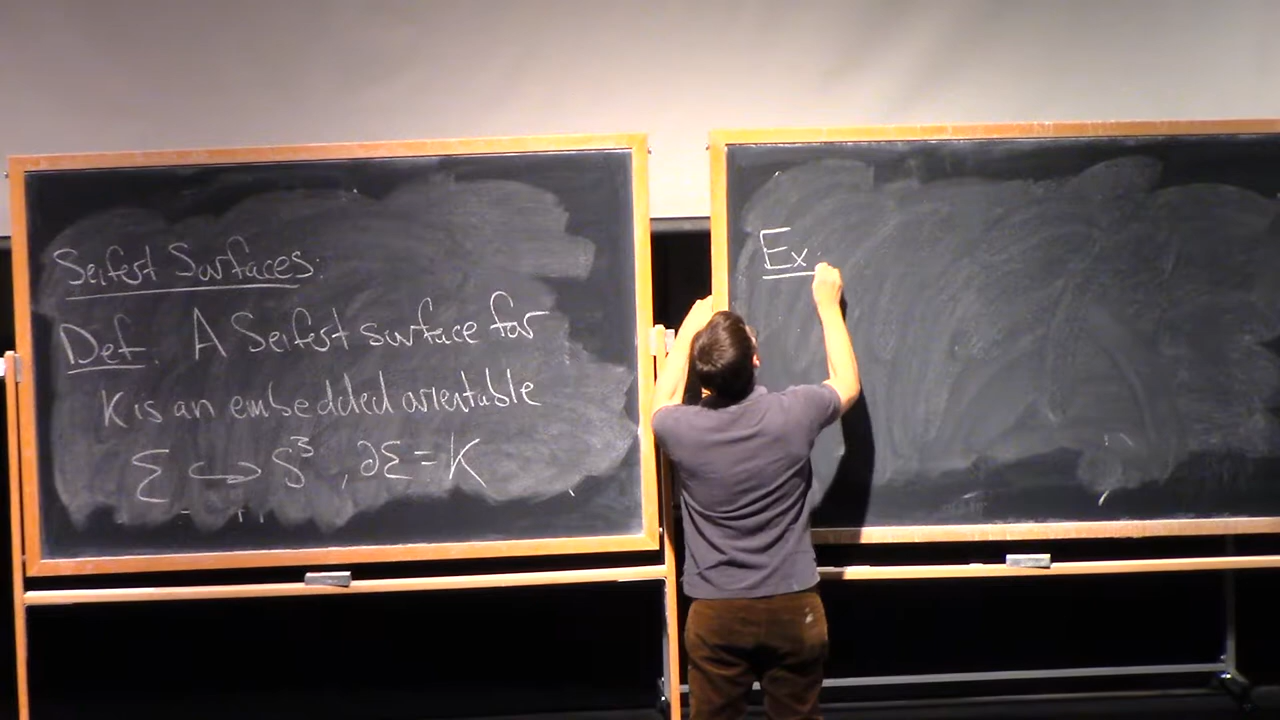 Seifert Surfaces:
Def. A Seifert surface for
K is an embedded orientable
Σ ↪ S³, ∂Σ=K
Ex